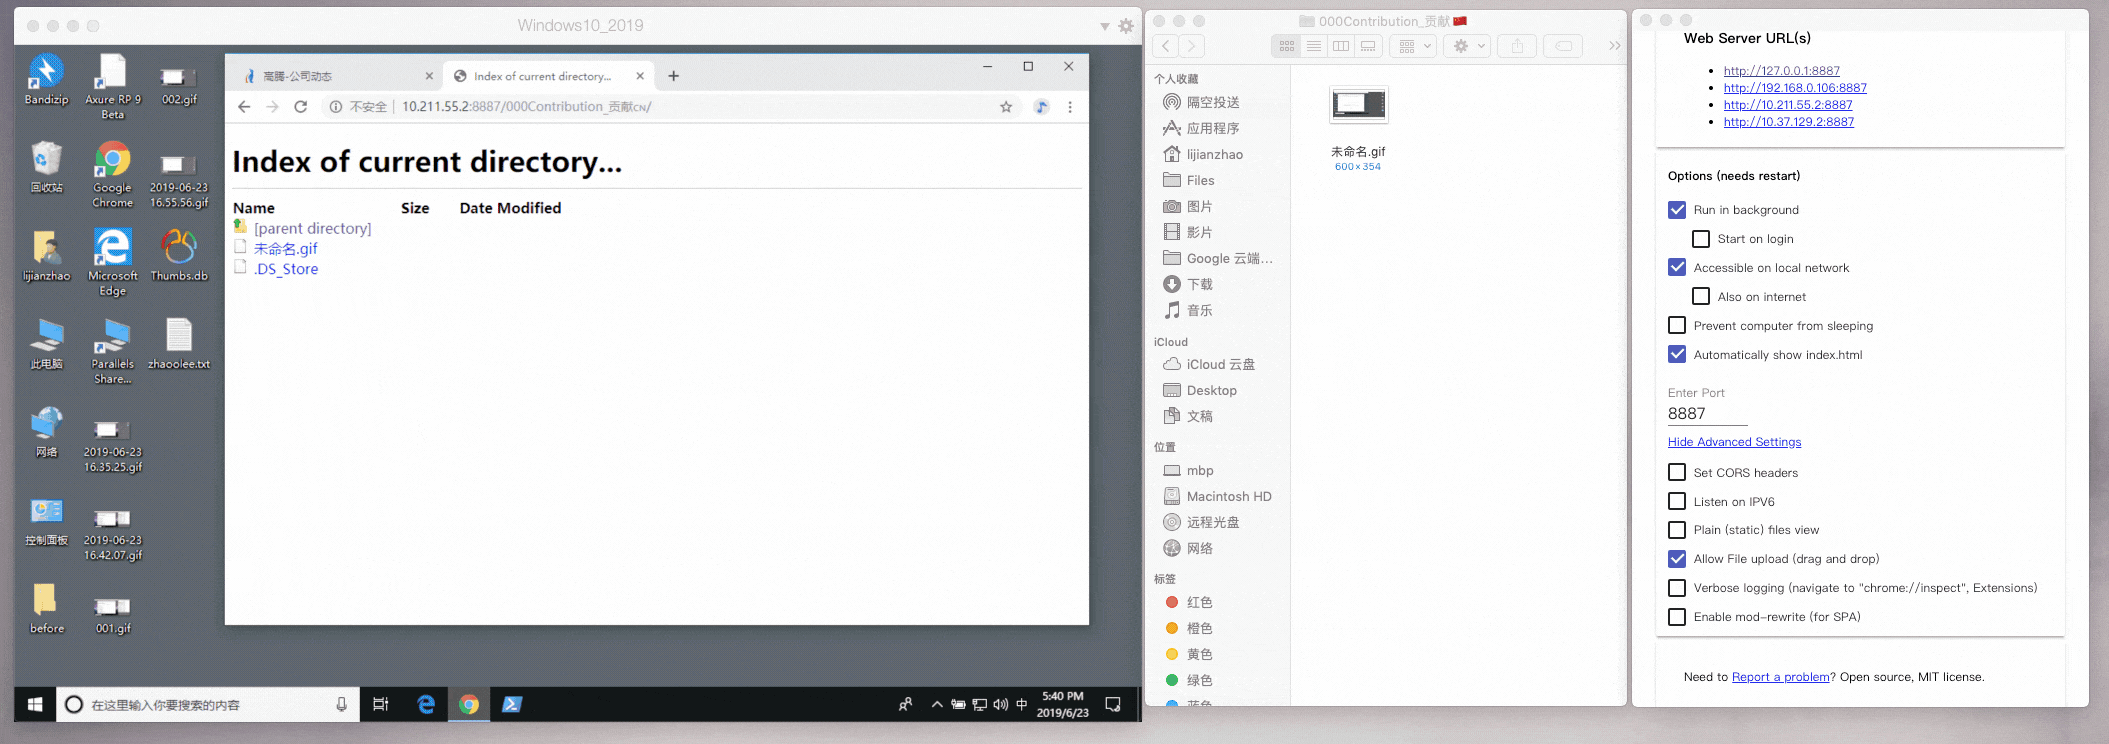 Windows10_2019
Bandizip
Axure RP 9 Beta
002.gif
回收站
Google Chrome
2019-06-23 16.55.56.gif
lijianzhao
Microsoft Edge
Thumbs.db
此电脑
Parallels Share...
zhaoolee.txt
网络
2019-06-23 16.35.25.gif
控制面板
2019-06-23 16.42.07.gif
before
001.gif
高腾-公司动态
Index of current directory...
不安全 | 10.211.55.2:8887/000Contribution_贡献CN/
Index of current directory...
Name Size Date Modified
[parent directory]
未命名.gif
.DS_Store
在这里输入你要搜索的内容
中
5:40 PM
2019/6/23
000Contribution_贡献
个人收藏
隔空投送
应用程序
lijianzhao
Files
图片
影片
Google 云端...
下载
音乐
iCloud
iCloud 云盘
Desktop
文稿
位置
mbp
Macintosh HD
远程光盘
网络
标签
红色
橙色
黄色
绿色
蓝色
未命名.gif
600×354
Web Server URL(s)
http://127.0.0.1:8887
http://192.168.0.106:8887
http://10.211.55.2:8887
http://10.37.129.2:8887
Options (needs restart)
Run in background
Start on login
Accessible on local network
Also on internet
Prevent computer from sleeping
Automatically show index.html
Enter Port
8887
Hide Advanced Settings
Set CORS headers
Listen on IPV6
Plain (static) files view
Allow File upload (drag and drop)
Verbose logging (navigate to "chrome://inspect", Extensions)
Enable mod-rewrite (for SPA)
Need to Report a problem? Open source, MIT license.